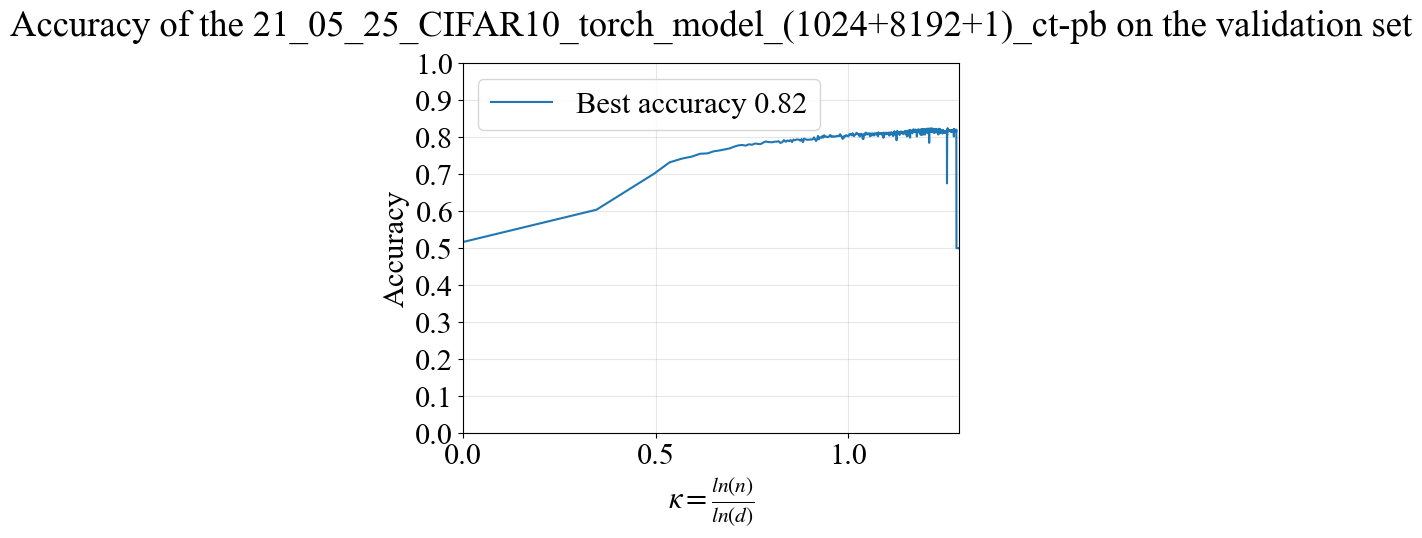 Accuracy of the 21_05_25_CIFAR10_torch_model_(1024+8192+1)_ct-pb on the validation set
Best accuracy 0.82
Accuracy
1.0
0.9
0.8
0.7
0.6
0.5
0.4
0.3
0.2
0.1
0.0
0.0 0.5 1.0
κ = ln(n)/ln(d)